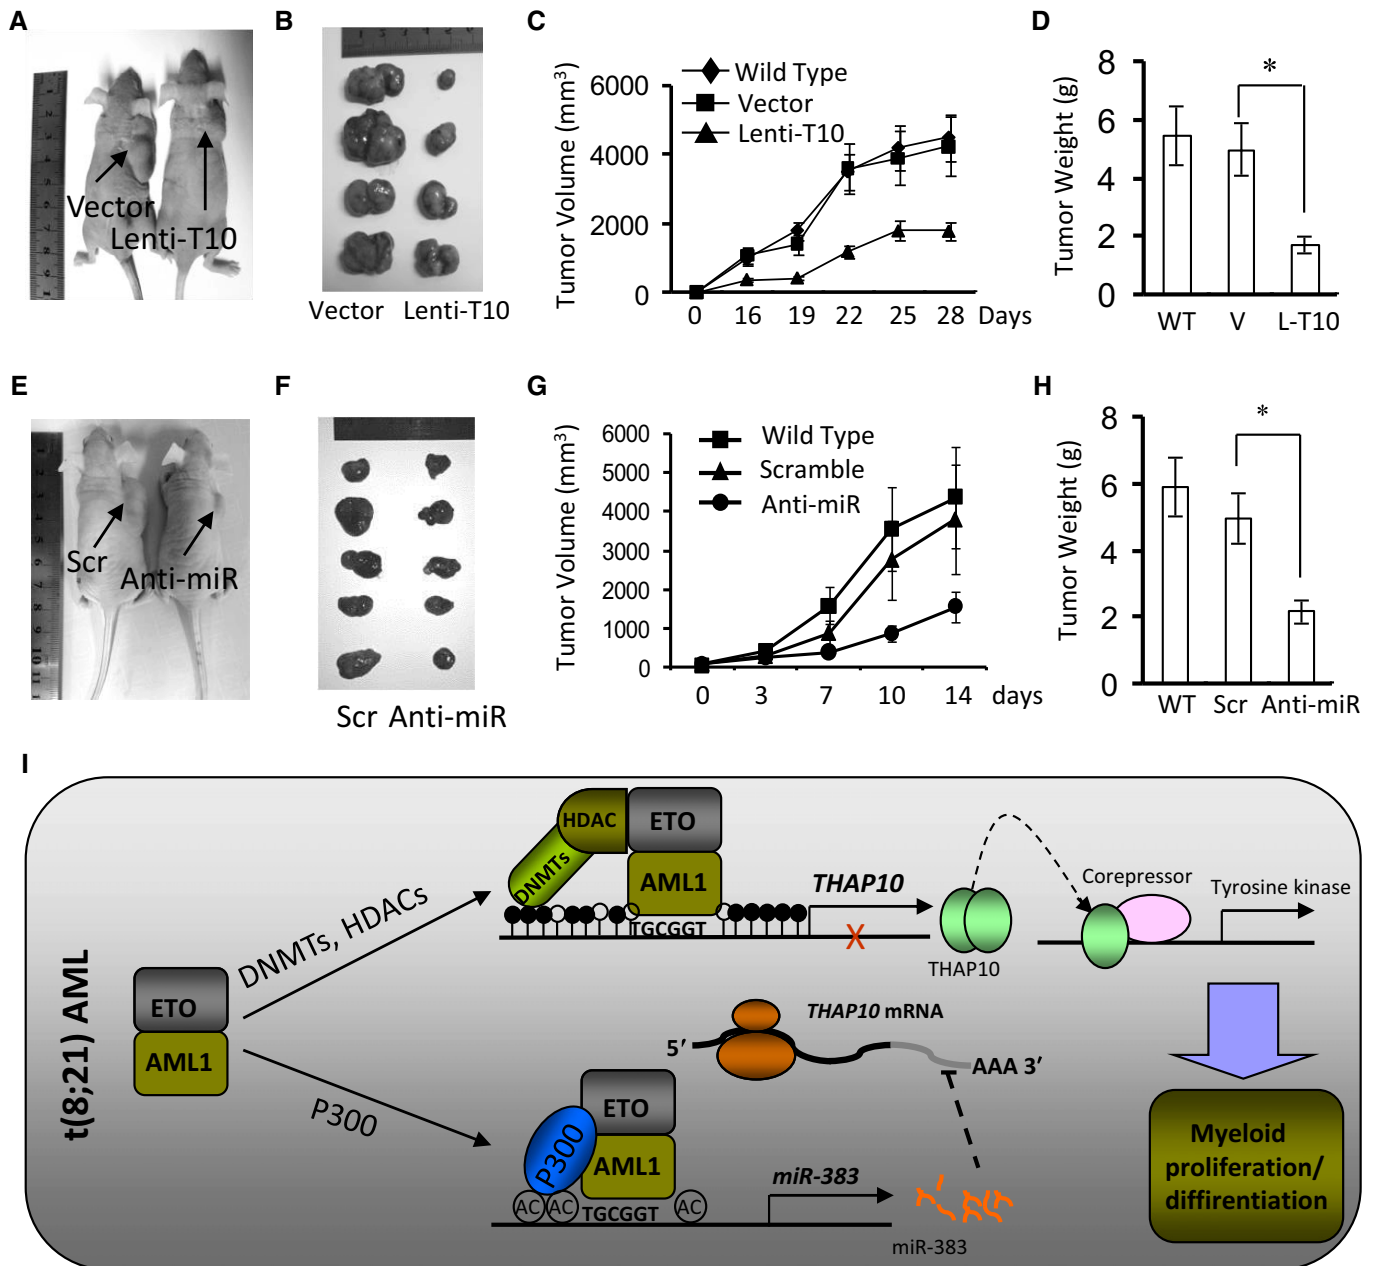 A
Vector
Lenti-T10
B
Vector Lenti-T10
C
Tumor Volume (mm³)
6000
4000
2000
0
Wild Type
Vector
Lenti-T10
0 16 19 22 25 28 Days
D
Tumor Weight (g)
8
6
4
2
0
*
WT V L-T10
E
Scr
Anti-miR
F
Scr Anti-miR
G
Tumor Volume (mm³)
6000
5000
4000
3000
2000
1000
0
Wild Type
Scramble
Anti-miR
0 3 7 10 14 days
H
Tumor Weight (g)
8
6
4
2
0
*
WT Scr Anti-miR
I
t(8;21) AML
ETO
AML1
DNMTs, HDACs
P300
HDAC
DNMTs
ETO
AML1
TGCGGT
THAP10
X
THAP10
Corepressor
Tyrosine kinase
THAP10 mRNA
5′
AAA 3′
ETO
P300
AML1
AC AC TGCGGT AC
miR-383
miR-383
Myeloid
proliferation/
diffirentiation